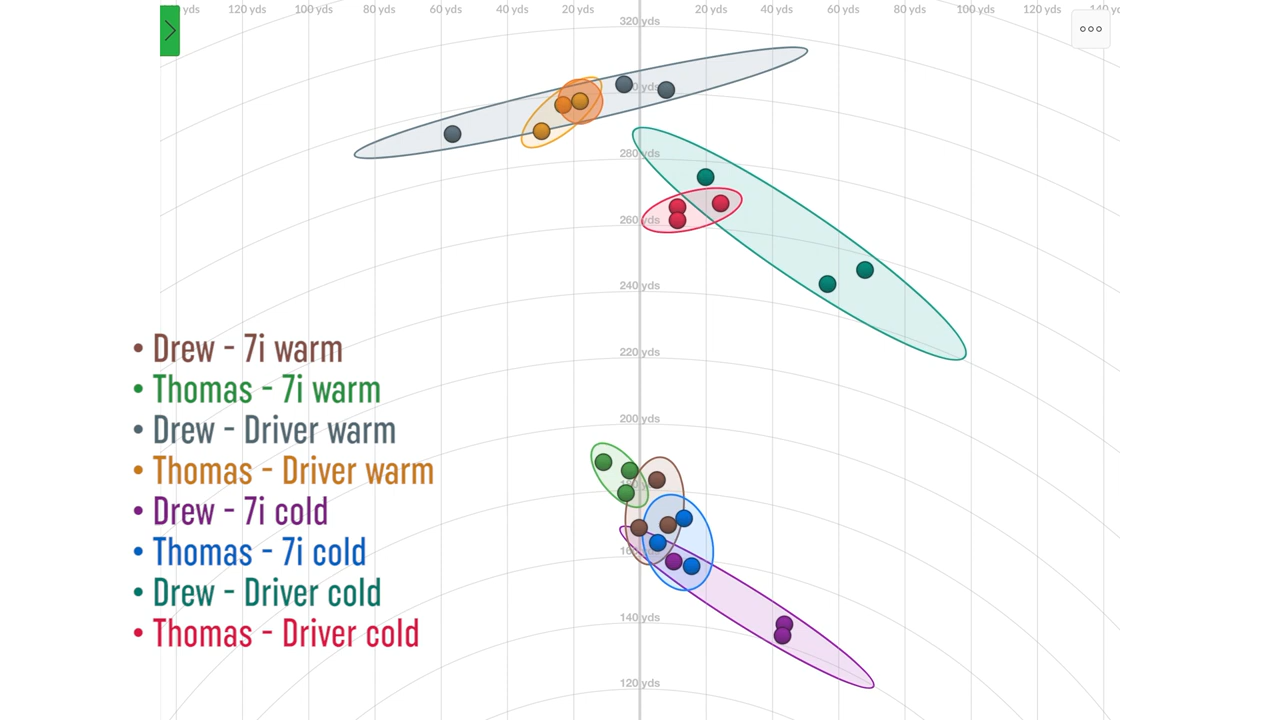 yds 120 yds 100 yds 80 yds 60 yds 40 yds 20 yds 20 yds 40 yds 60 yds 80 yds 100 yds 120 yds
320 yds
280 yds
260 yds
240 yds
220 yds
200 yds
• Drew - 7i warm
• Thomas - 7i warm
• Drew - Driver warm
• Thomas - Driver warm
• Drew - 7i cold
• Thomas - 7i cold
• Drew - Driver cold
• Thomas - Driver cold
140 yds
120 yds